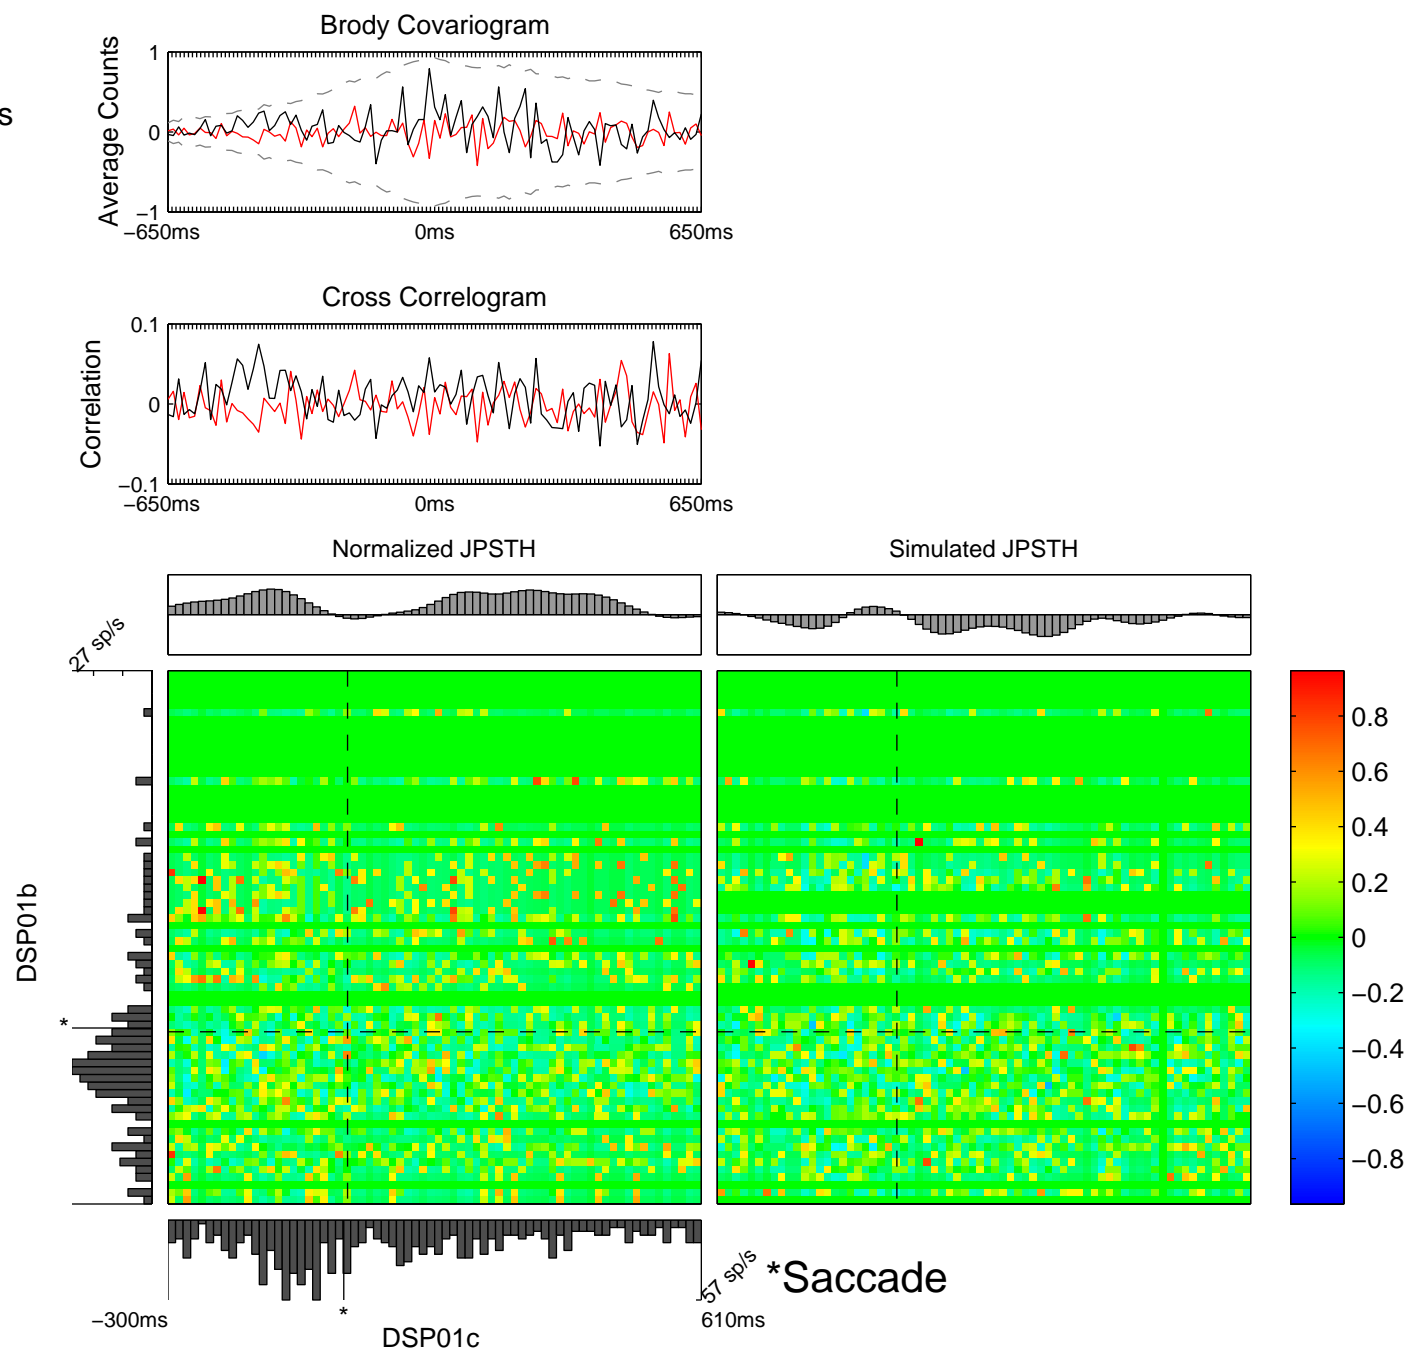 Brody Covariogram
s
Average Counts
1
0
−1
−650ms 0ms 650ms
Cross Correlogram
Correlation
0.1
0
−0.1
−650ms 0ms 650ms
Normalized JPSTH
Simulated JPSTH
27 sp/s
DSP01b
*
0.8
0.6
0.4
0.2
0
−0.2
−0.4
−0.6
−0.8
57 sp/s
*Saccade
*
−300ms
610ms
DSP01c